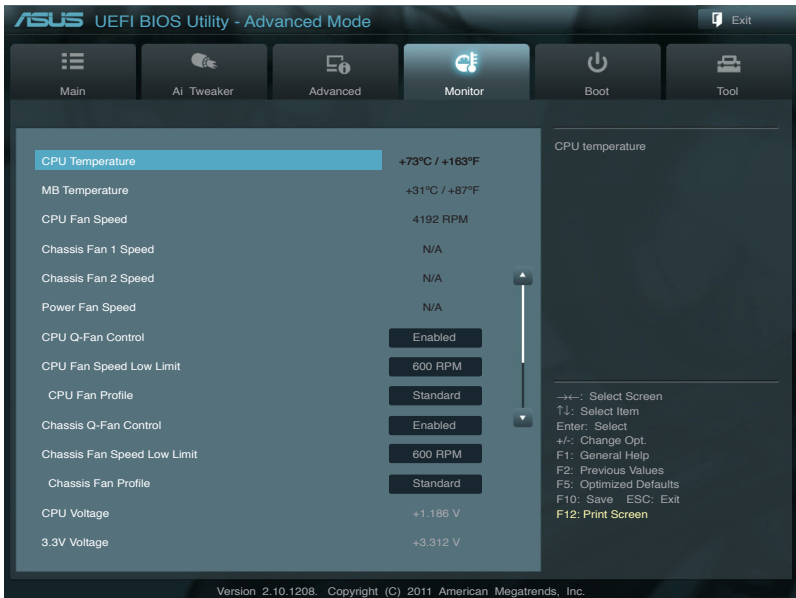 ASUS UEFI BIOS Utility - Advanced Mode
Exit
Main Ai Tweaker Advanced Monitor Boot Tool
CPU Temperature +73ºC / +163ºF
MB Temperature +31ºC / +87ºF
CPU Fan Speed 4192 RPM
Chassis Fan 1 Speed N/A
Chassis Fan 2 Speed N/A
Power Fan Speed N/A
CPU Q-Fan Control Enabled
CPU Fan Speed Low Limit 600 RPM
CPU Fan Profile Standard
Chassis Q-Fan Control Enabled
Chassis Fan Speed Low Limit 600 RPM
Chassis Fan Profile Standard
CPU Voltage +1.186 V
3.3V Voltage +3.312 V
CPU temperature
→←: Select Screen
↑↓: Select Item
Enter: Select
+/-: Change Opt.
F1: General Help
F2: Previous Values
F5: Optimized Defaults
F10: Save ESC: Exit
F12: Print Screen
Version 2.10.1208. Copyright (C) 2011 American Megatrends, Inc.